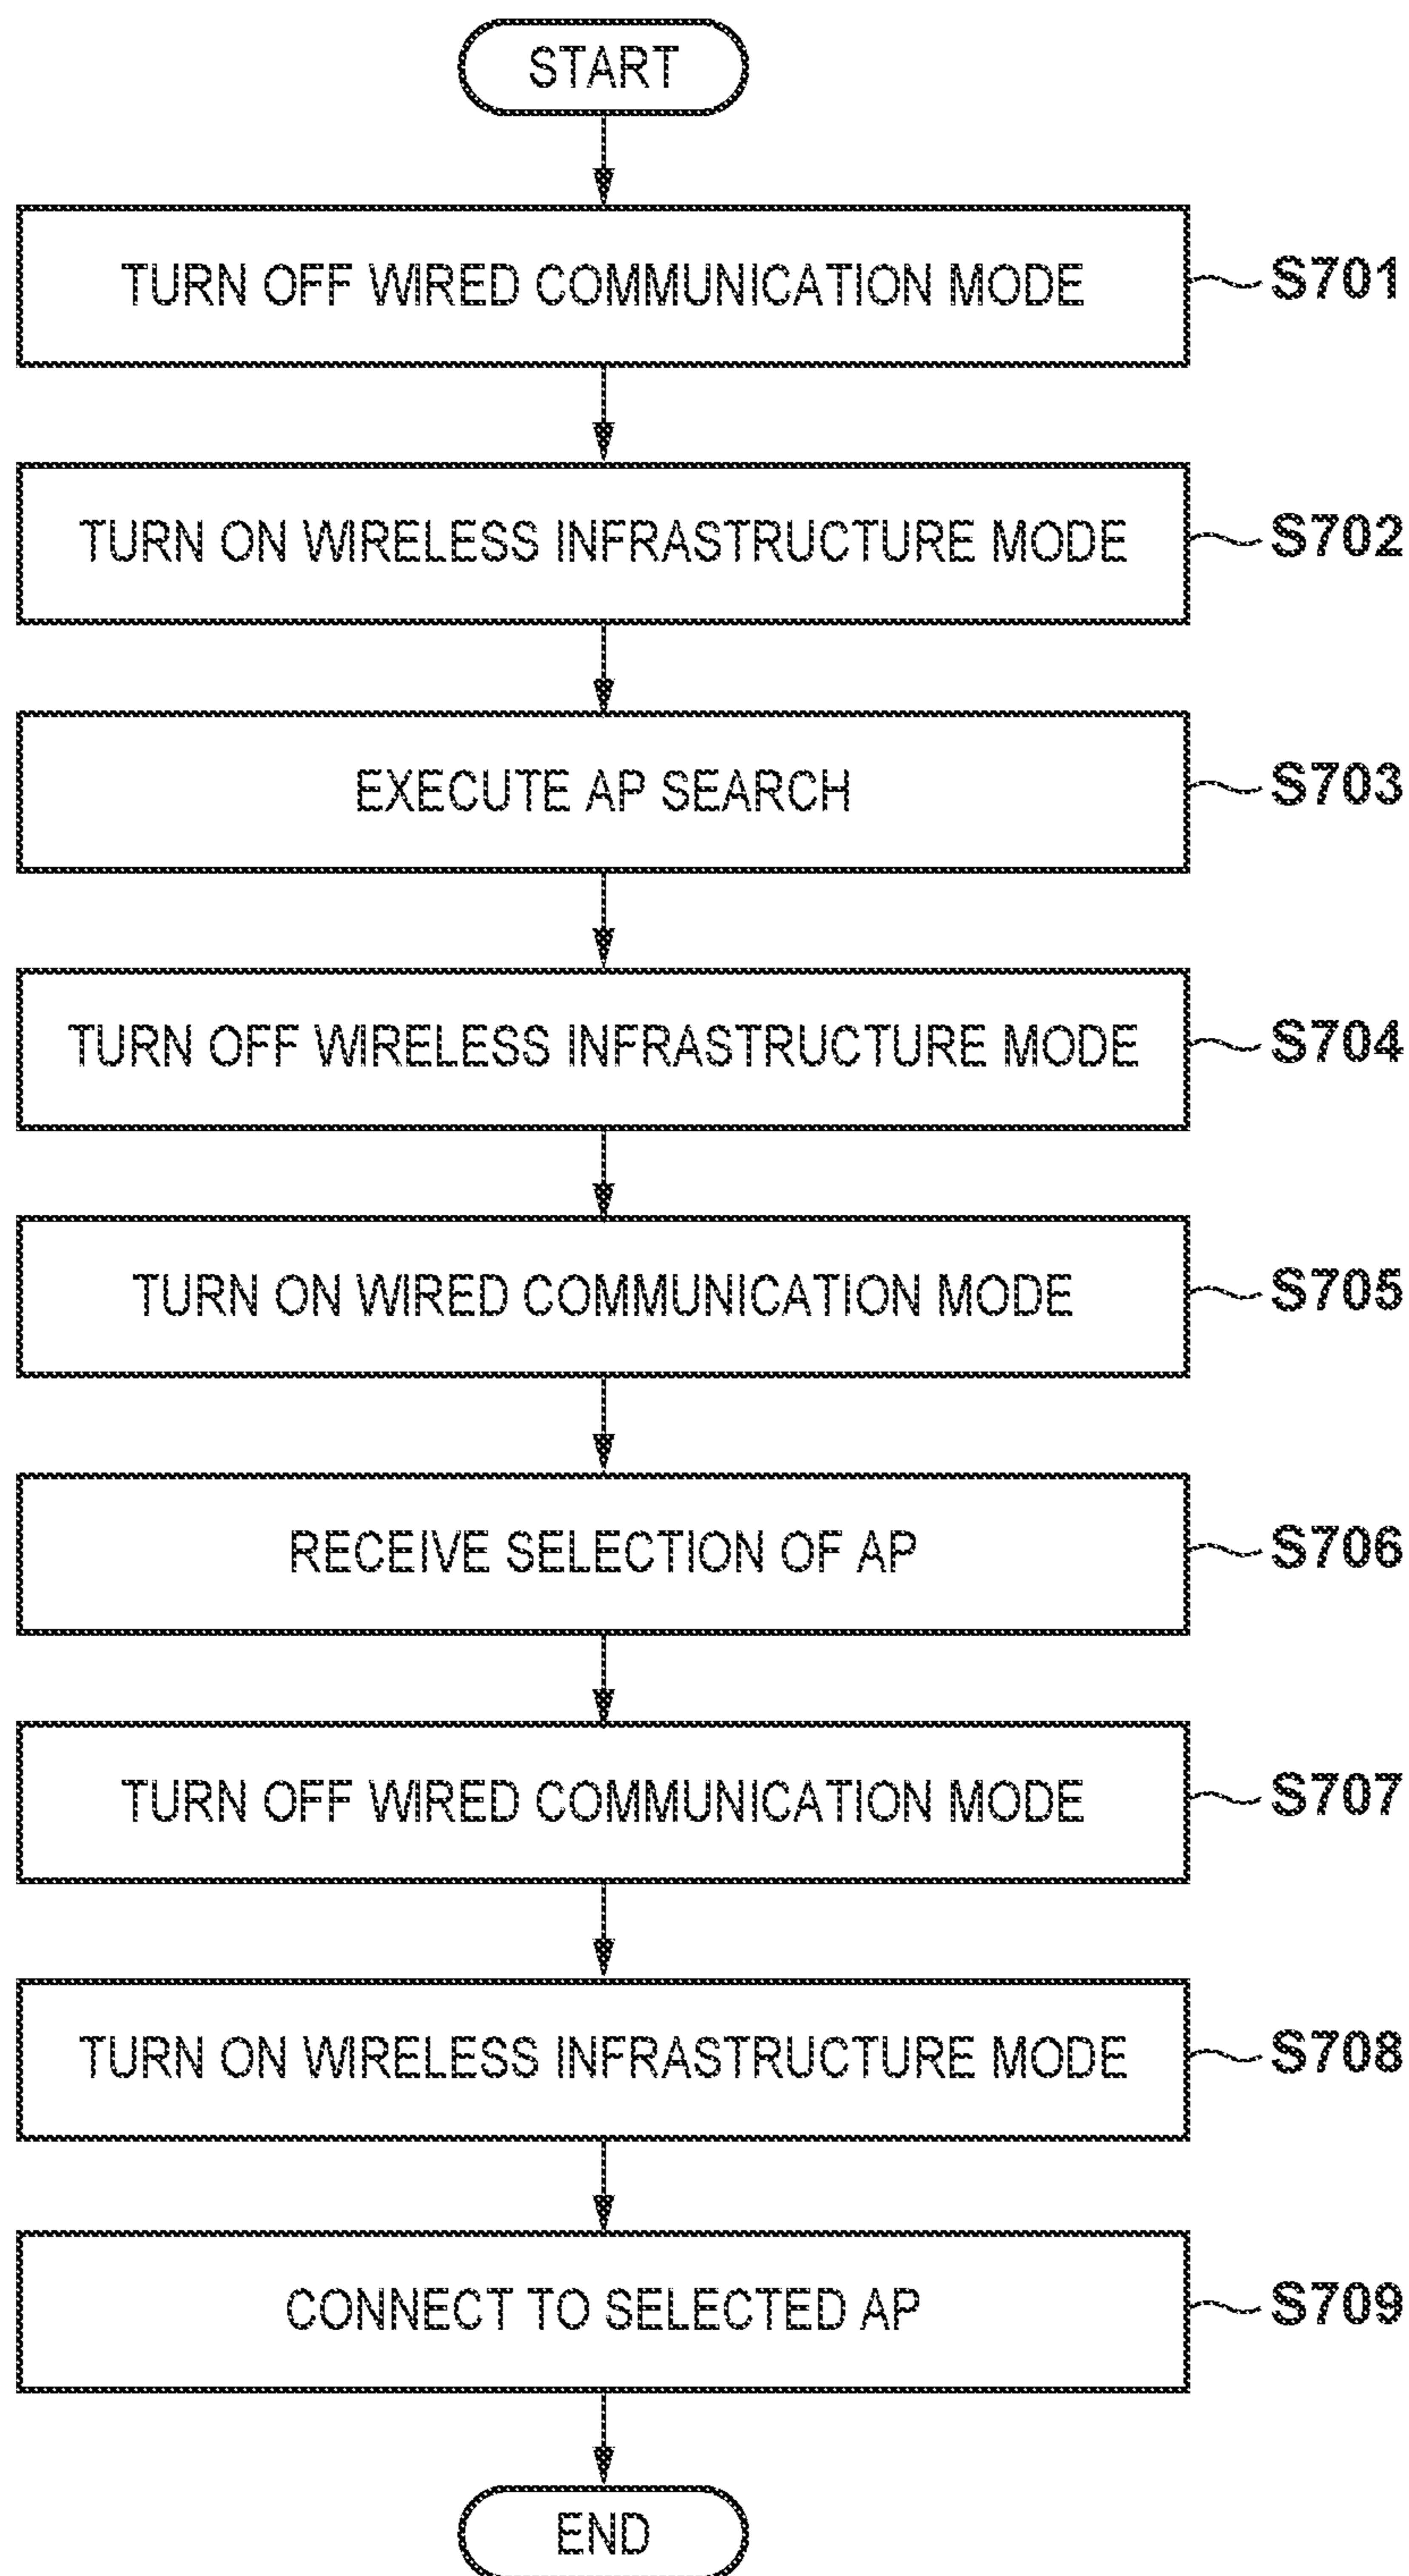 START
TURN OFF WIRED COMMUNICATION MODE
S701
TURN ON WIRELESS INFRASTRUCTURE MODE
S702
EXECUTE AP SEARCH
S703
TURN OFF WIRELESS INFRASTRUCTURE MODE
S704
TURN ON WIRED COMMUNICATION MODE
S705
RECEIVE SELECTION OF AP
S706
TURN OFF WIRED COMMUNICATION MODE
S707
TURN ON WIRELESS INFRASTRUCTURE MODE
S708
CONNECT TO SELECTED AP
S709
END